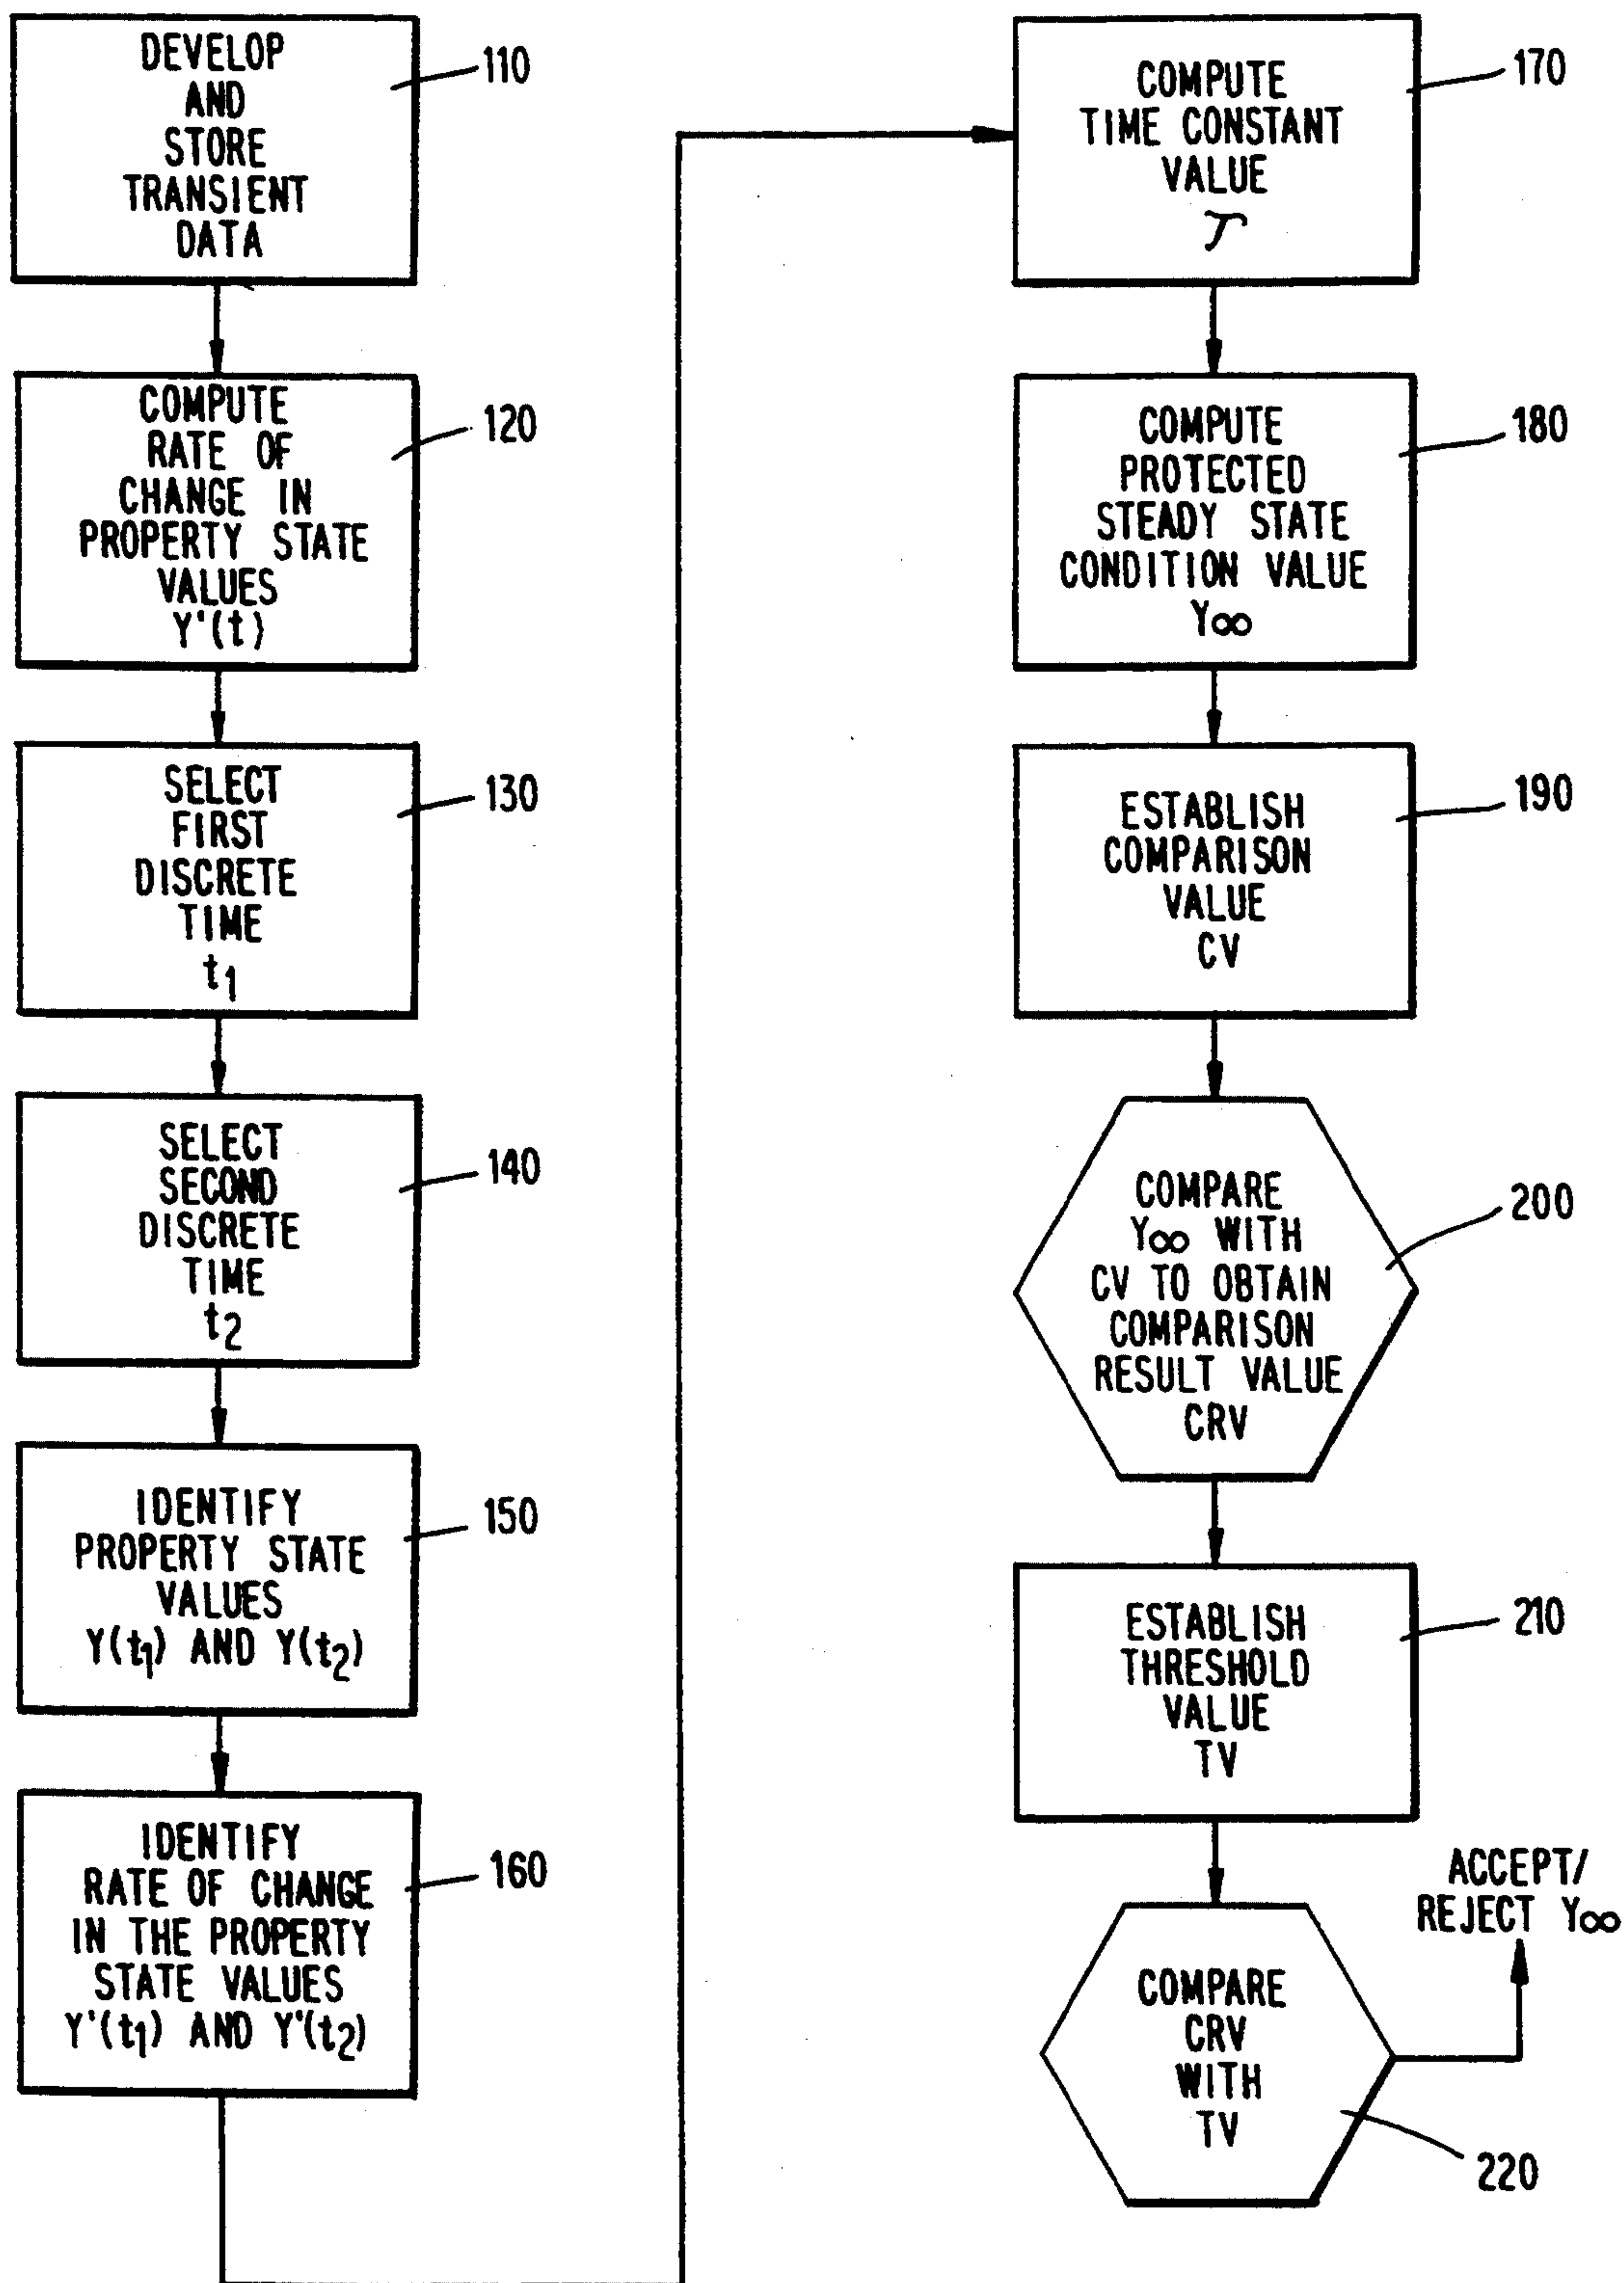 DEVELOP
AND
STORE
TRANSIENT
DATA
110
COMPUTE
RATE OF
CHANGE IN
PROPERTY STATE
VALUES
Y'(t)
120
SELECT
FIRST
DISCRETE
TIME
t1
130
SELECT
SECOND
DISCRETE
TIME
t2
140
IDENTIFY
PROPERTY STATE
VALUES
Y(t1) AND Y(t2)
150
IDENTIFY
RATE OF CHANGE
IN THE PROPERTY
STATE VALUES
Y'(t1) AND Y'(t2)
160
COMPUTE
TIME CONSTANT
VALUE
τ
170
COMPUTE
PROTECTED
STEADY STATE
CONDITION VALUE
Y∞
180
ESTABLISH
COMPARISON
VALUE
CV
190
COMPARE
Y∞ WITH
CV TO OBTAIN
COMPARISON
RESULT VALUE
CRV
200
ESTABLISH
THRESHOLD
VALUE
TV
210
COMPARE
CRV
WITH
TV
220
ACCEPT/
REJECT Y∞